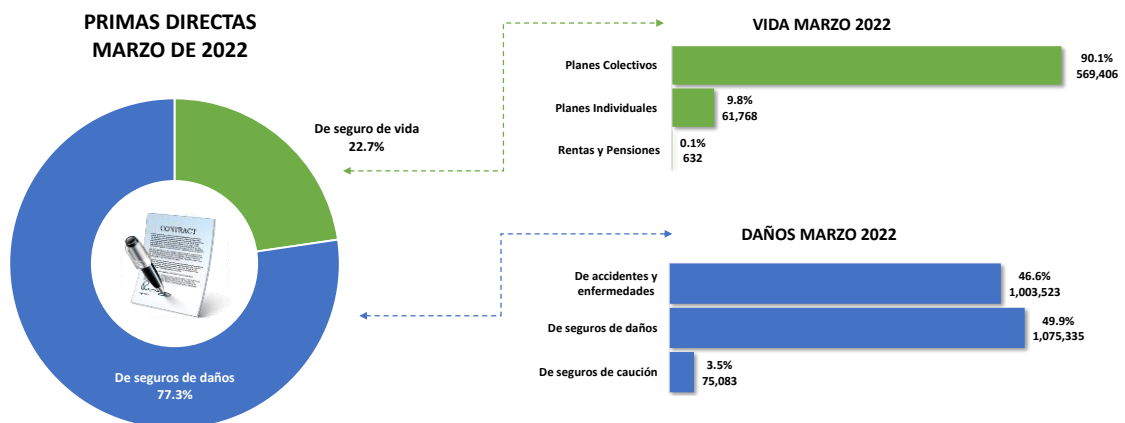 PRIMAS DIRECTAS
MARZO DE 2022
De seguro de vida
22.7%
CONTRACT
De seguros de daños
77.3%
VIDA MARZO 2022
Planes Colectivos
90.1%
569,406
Planes Individuales
9.8%
61,768
Rentas y Pensiones
0.1%
632
DAÑOS MARZO 2022
De accidentes y
enfermedades
46.6%
1,003,523
De seguros de daños
49.9%
1,075,335
De seguros de caución
3.5%
75,083